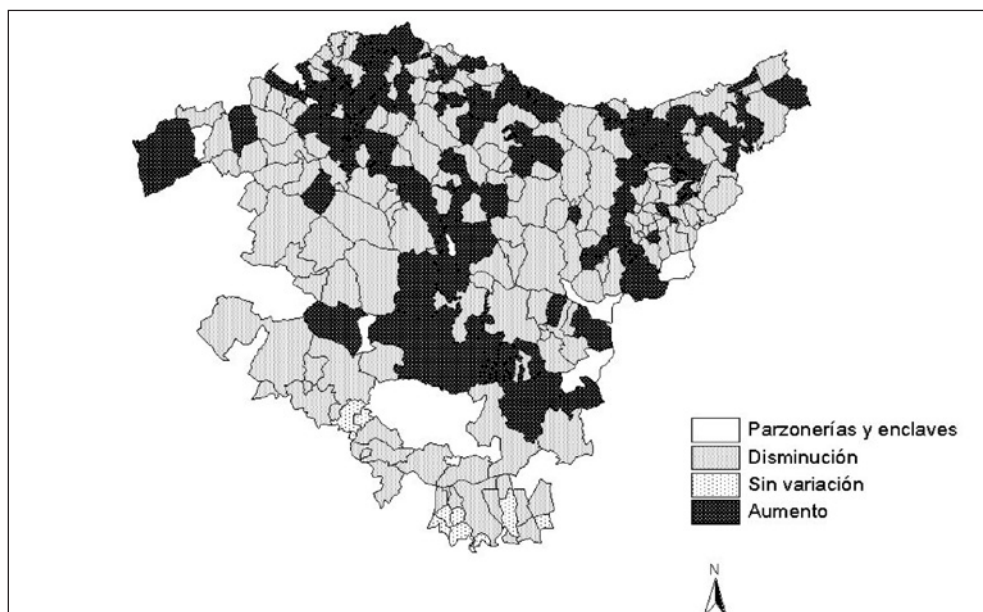 Parzonerías y enclaves
Disminución
Sin variación
Aumento
N